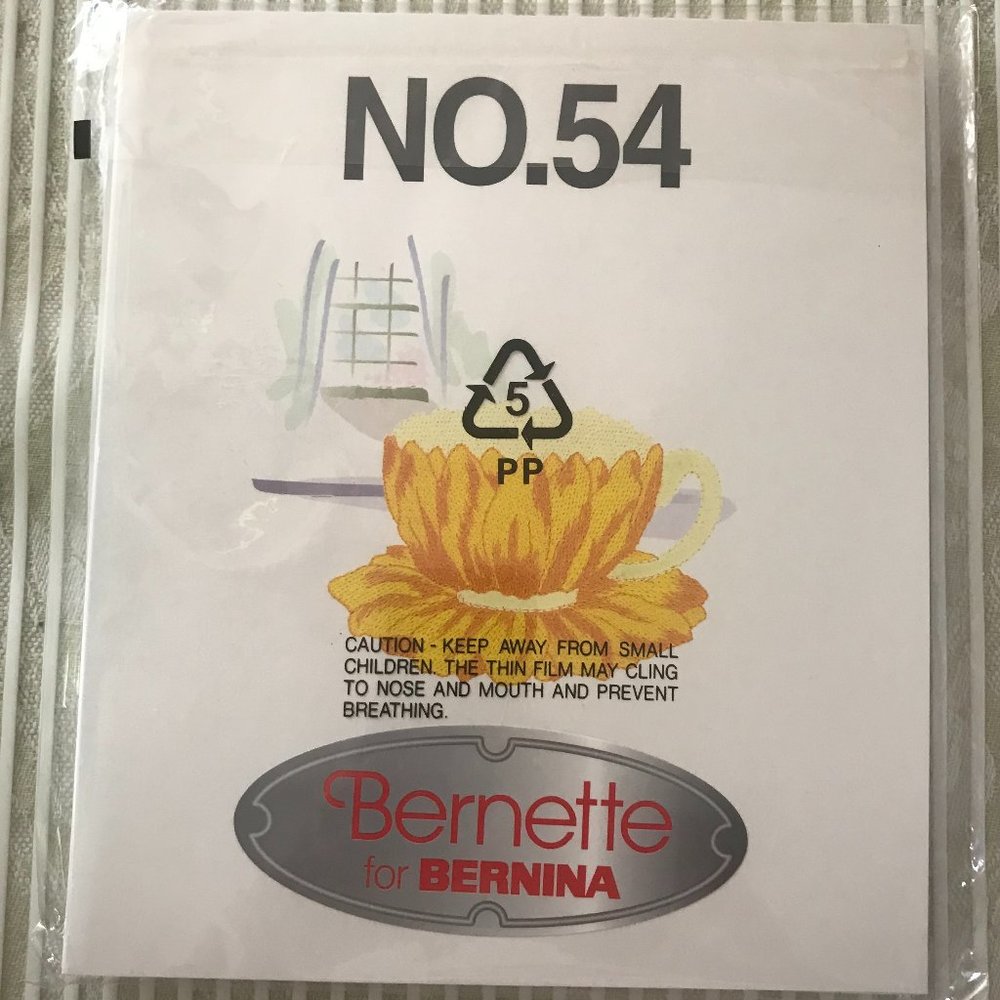 NO.54
5
PP
CAUTION - KEEP AWAY FROM SMALL
CHILDREN. THE THIN FILM MAY CLING
TO NOSE AND MOUTH AND PREVENT
BREATHING.
Bernette
for BERNINA